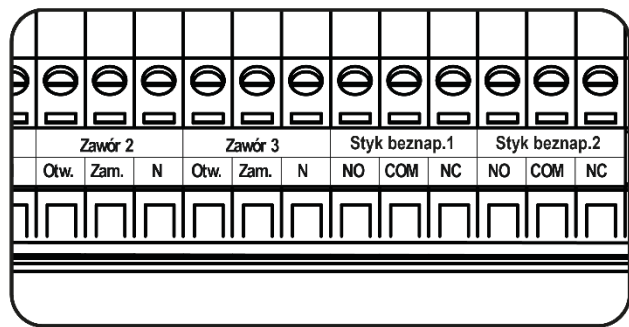 Zawór 2 Zawór 3 Styk beznap.1 Styk beznap.2
Otw. Zam. N Otw. Zam. N NO COM NC NO COM NC